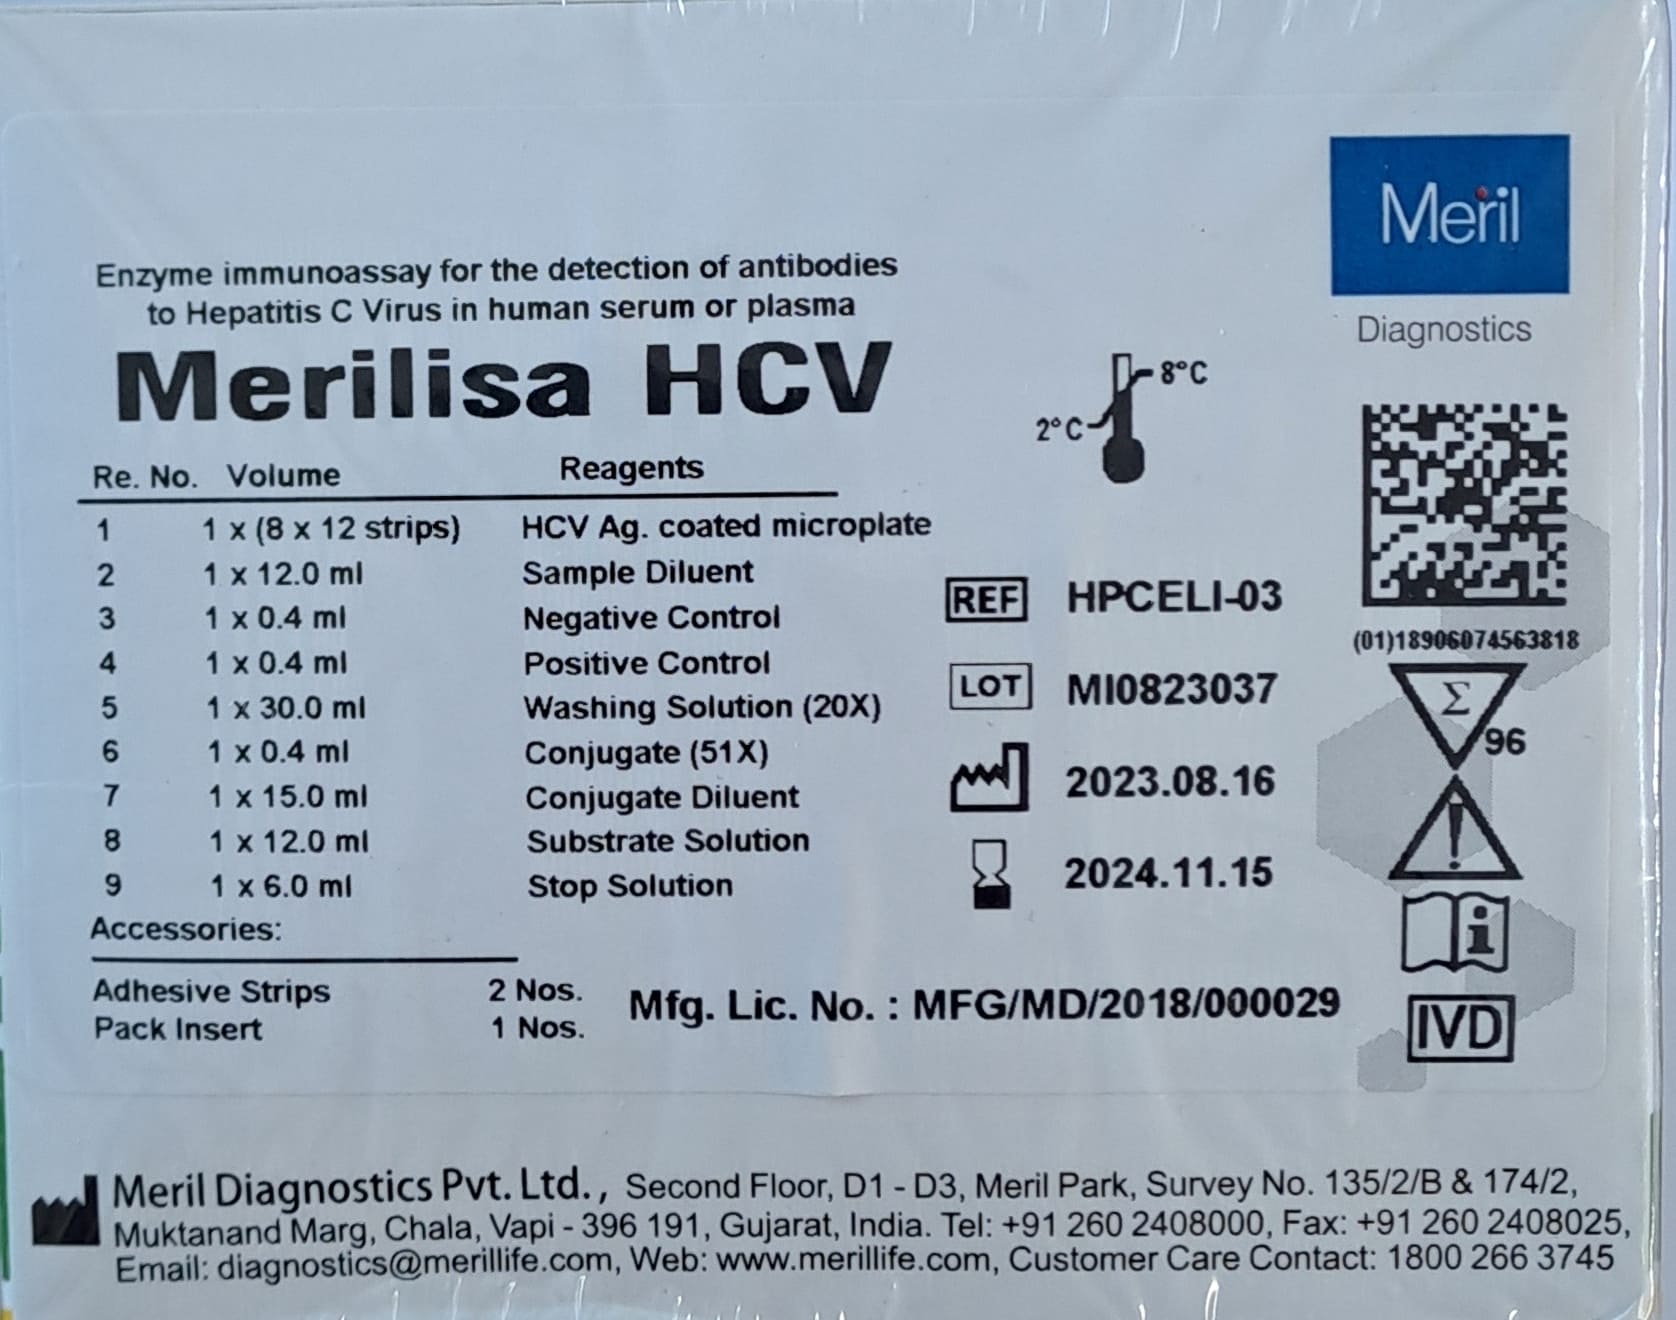 Meril
Diagnostics
Enzyme immunoassay for the detection of antibodies
to Hepatitis C Virus in human serum or plasma
Merilisa HCV
8°C
2°C
Re. No. Volume Reagents
1 1 x (8 x 12 strips) HCV Ag. coated microplate
2 1 x 12.0 ml Sample Diluent
3 1 x 0.4 ml Negative Control
4 1 x 0.4 ml Positive Control
5 1 x 30.0 ml Washing Solution (20X)
6 1 x 0.4 ml Conjugate (51X)
7 1 x 15.0 ml Conjugate Diluent
8 1 x 12.0 ml Substrate Solution
9 1 x 6.0 ml Stop Solution
Accessories:
Adhesive Strips 2 Nos.
Pack Insert 1 Nos.
REF HPCELI-03
LOT MI0823037
2023.08.16
2024.11.15
Mfg. Lic. No. : MFG/MD/2018/000029
(01)18906074563818
Σ
96
!
i
IVD
Meril Diagnostics Pvt. Ltd., Second Floor, D1 - D3, Meril Park, Survey No. 135/2/B & 174/2,
Muktanand Marg, Chala, Vapi - 396 191, Gujarat, India. Tel: +91 260 2408000, Fax: +91 260 2408025,
Email: diagnostics@merillife.com, Web: www.merillife.com, Customer Care Contact: 1800 266 3745